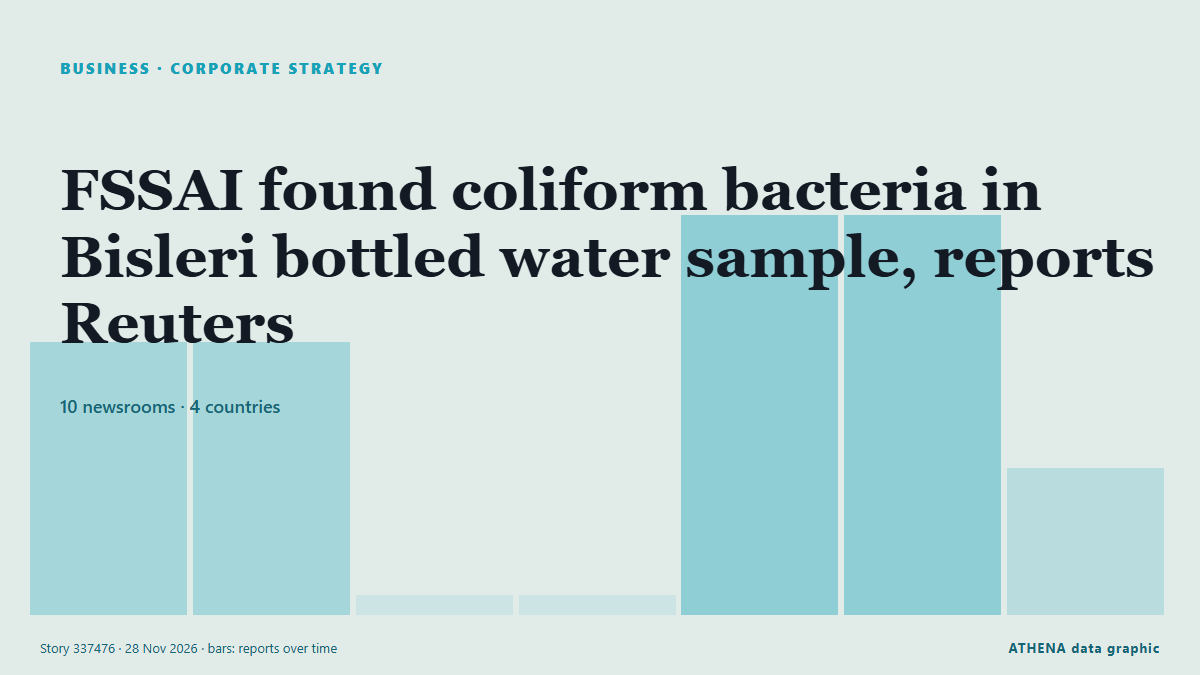 BUSINESS · CORPORATE STRATEGY
FSSAI found coliform bacteria in
Bisleri bottled water sample, reports
Reuters
10 newsrooms · 4 countries
Story 337476 · 28 Nov 2026 · bars: reports over time
ATHENA data graphic